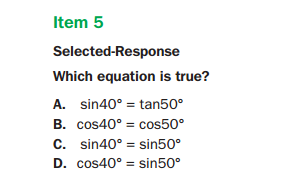 Item 5
Selected-Response
Which equation is true?
A. sin40° = tan50°
B. cos40° = cos50°
C. sin40° = sin50°
D. cos40° = sin50°